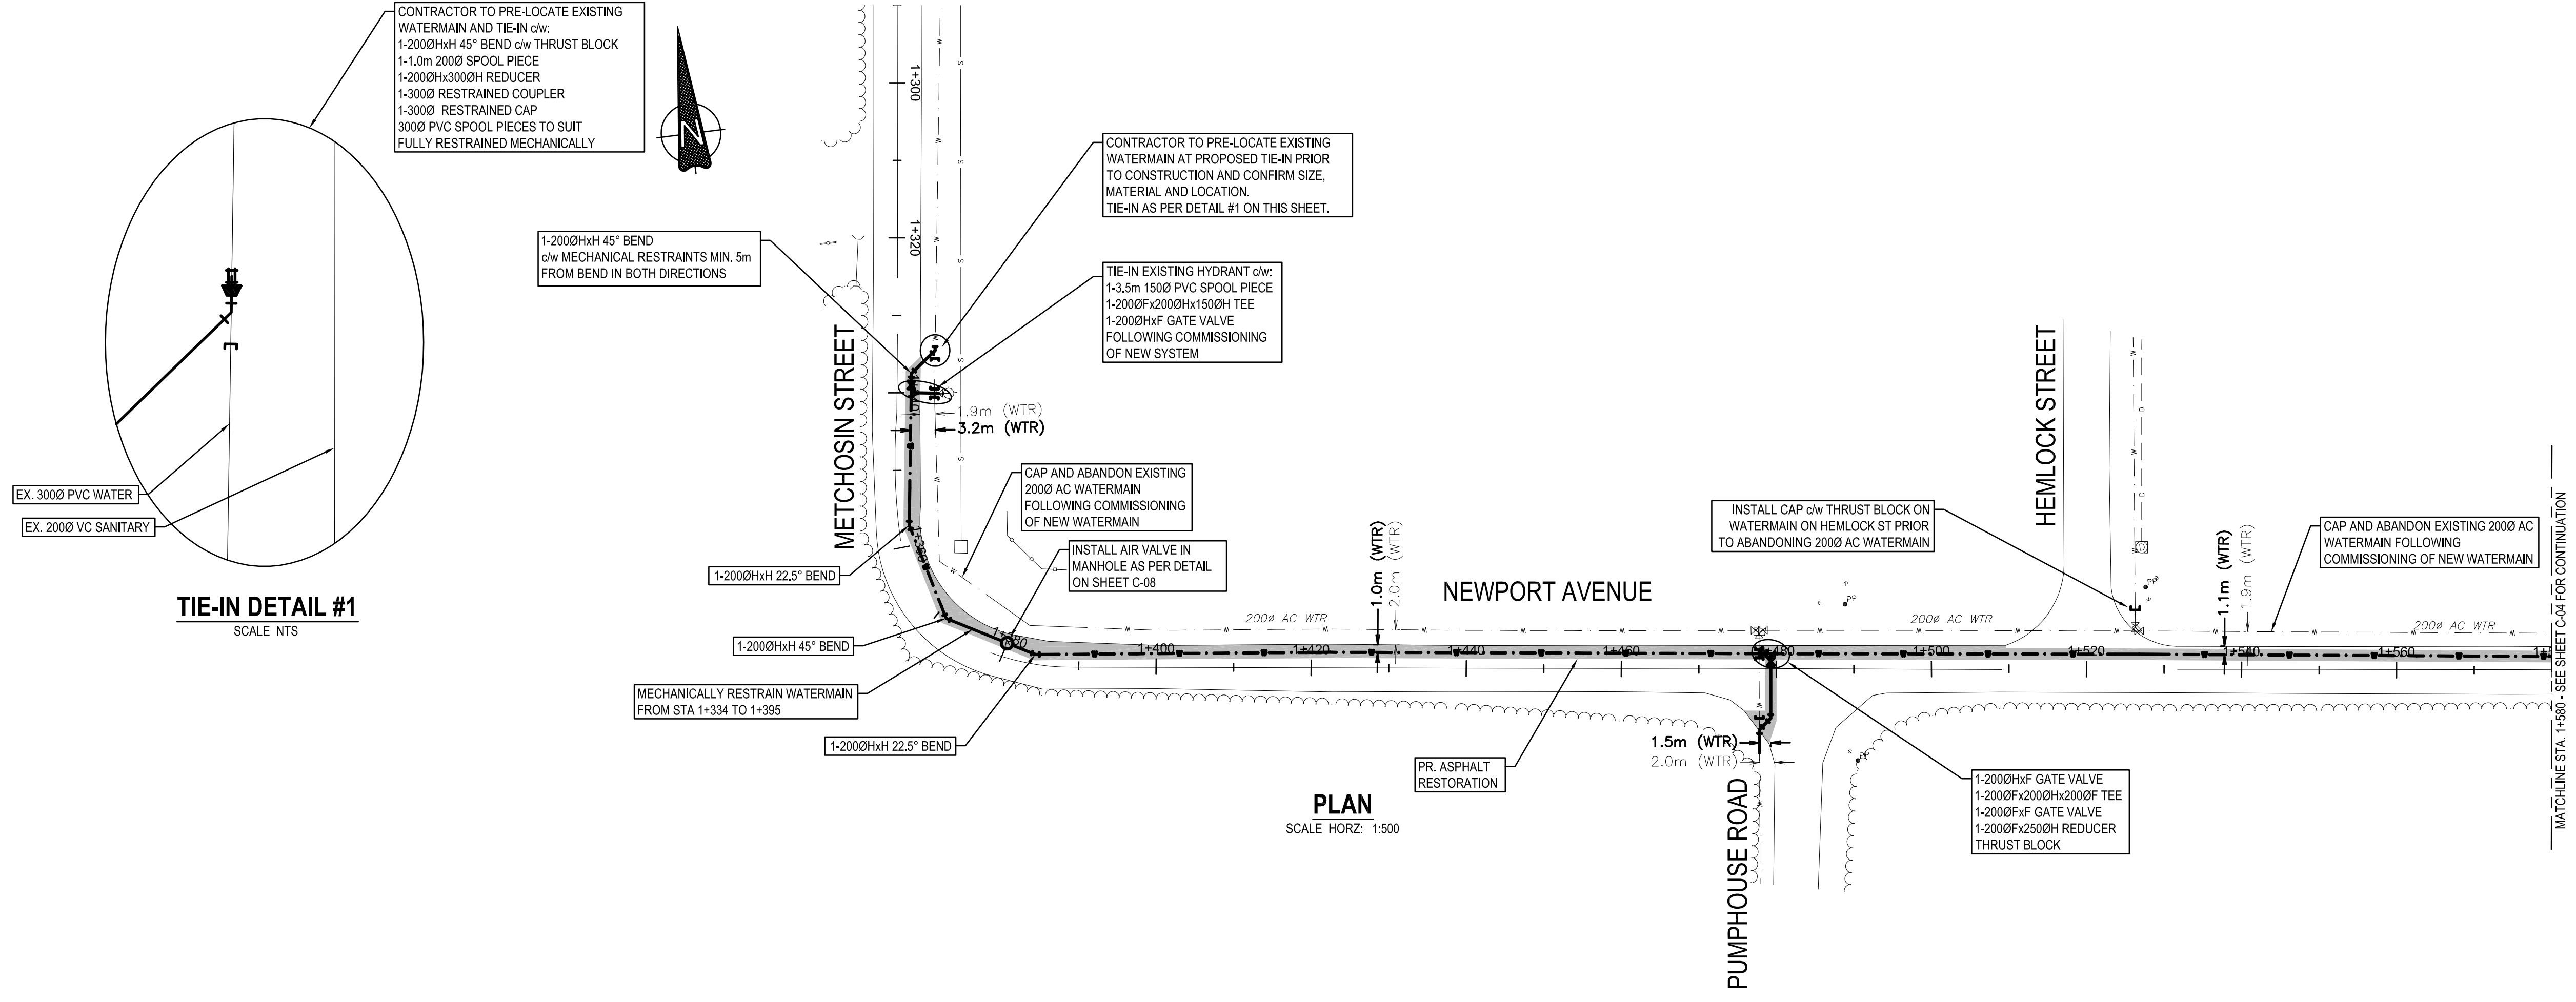 CONTRACTOR TO PRE-LOCATE EXISTING
WATERMAIN AND TIE-IN c/w:
1-200ØHxH 45° BEND c/w THRUST BLOCK
1-1.0m 200Ø SPOOL PIECE
1-200ØHx300ØH REDUCER
1-300Ø RESTRAINED COUPLER
1-300Ø RESTRAINED CAP
300Ø PVC SPOOL PIECES TO SUIT
FULLY RESTRAINED MECHANICALLY
EX. 300Ø PVC WATER
EX. 200Ø VC SANITARY
TIE-IN DETAIL #1
SCALE NTS
N
CONTRACTOR TO PRE-LOCATE EXISTING
WATERMAIN AT PROPOSED TIE-IN PRIOR
TO CONSTRUCTION AND CONFIRM SIZE,
MATERIAL AND LOCATION.
TIE-IN AS PER DETAIL #1 ON THIS SHEET.
1-200ØHxH 45° BEND
c/w MECHANICAL RESTRAINTS MIN. 5m
FROM BEND IN BOTH DIRECTIONS
TIE-IN EXISTING HYDRANT c/w:
1-3.5m 150Ø PVC SPOOL PIECE
1-200ØFx200ØHx150ØH TEE
1-200ØHxF GATE VALVE
FOLLOWING COMMISSIONING
OF NEW SYSTEM
1+300
1+320
METCHOSIN STREET
1.9m (WTR)
3.2m (WTR)
CAP AND ABANDON EXISTING
200Ø AC WATERMAIN
FOLLOWING COMMISSIONING
OF NEW WATERMAIN
INSTALL AIR VALVE IN
MANHOLE AS PER DETAIL
ON SHEET C-08
1+360
1-200ØHxH 22.5° BEND
1-200ØHxH 45° BEND
1+380
MECHANICALLY RESTRAIN WATERMAIN
FROM STA 1+334 TO 1+395
1-200ØHxH 22.5° BEND
200ø AC WTR
1.0m (WTR)
2.0m (WTR)
NEWPORT AVENUE
1+400
1+420
1+440
1+460
1+480
1+500
1+520
1+540
1+560
PR. ASPHALT
RESTORATION
PLAN
SCALE HORZ: 1:500
1.5m (WTR)
2.0m (WTR)
PUMPHOUSE ROAD
INSTALL CAP c/w THRUST BLOCK ON
WATERMAIN ON HEMLOCK ST PRIOR
TO ABANDONING 200Ø AC WATERMAIN
PP
200ø AC WTR
HEMLOCK STREET
PP
PP
1.1m (WTR)
1.9m (WTR)
CAP AND ABANDON EXISTING 200Ø AC
WATERMAIN FOLLOWING
COMMISSIONING OF NEW WATERMAIN
200ø AC WTR
1-200ØHxF GATE VALVE
1-200ØFx200ØHx200ØF TEE
1-200ØFxF GATE VALVE
1-200ØFx250ØH REDUCER
THRUST BLOCK
MATCHLINE STA. 1+580 - SEE SHEET C-04 FOR CONTINUATION